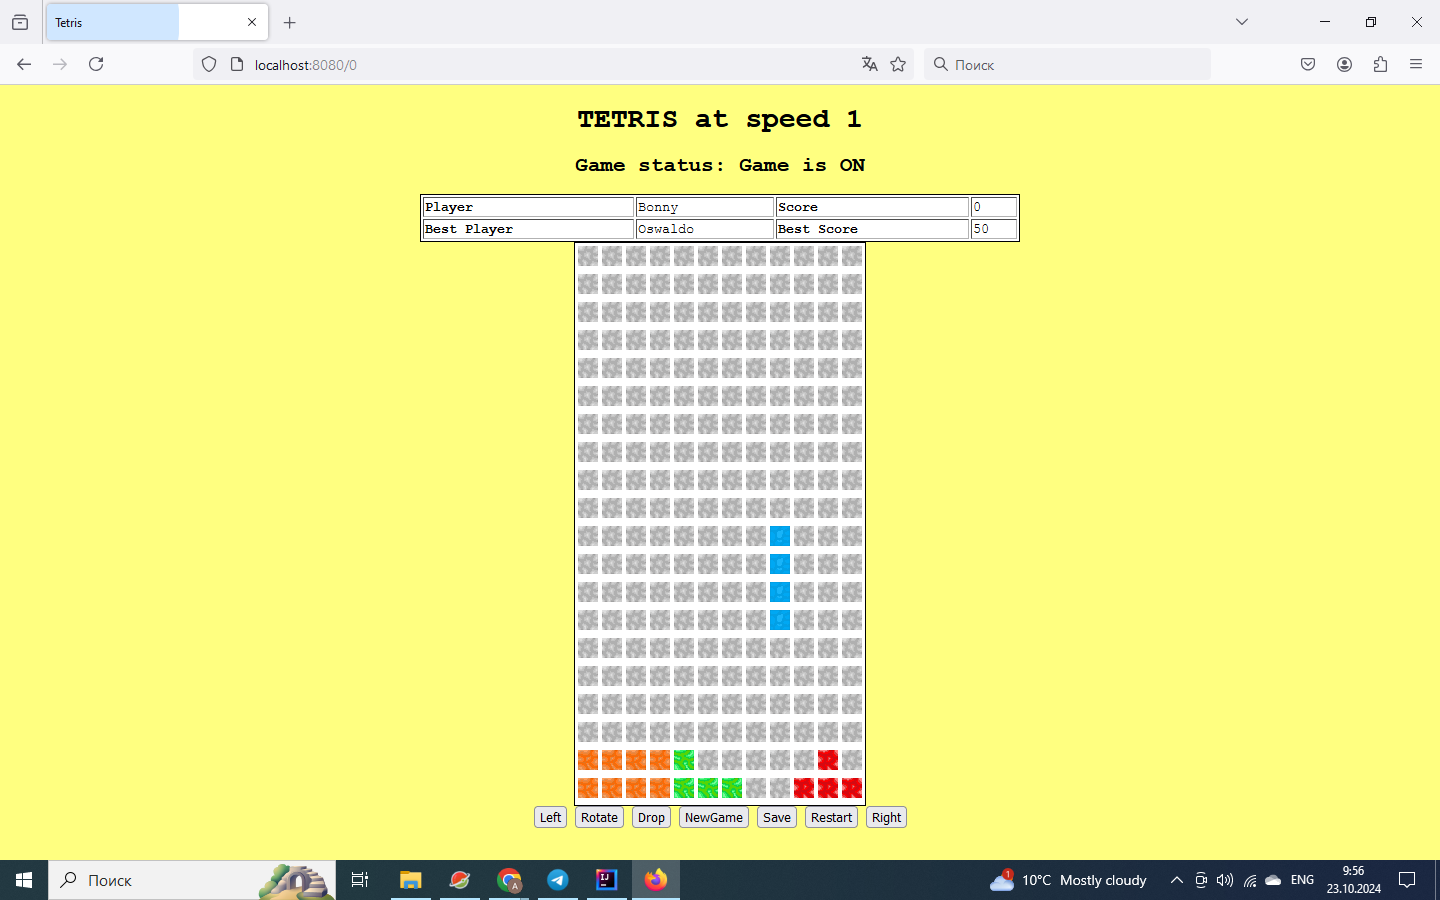 Tetris
localhost:8080/0
Поиск
TETRIS at speed 1
Game status: Game is ON
Player Bonny Score 0
Best Player Oswaldo Best Score 50
Left Rotate Drop NewGame Save Restart Right
Поиск
1
10°C Mostly cloudy
ENG
9:56
23.10.2024